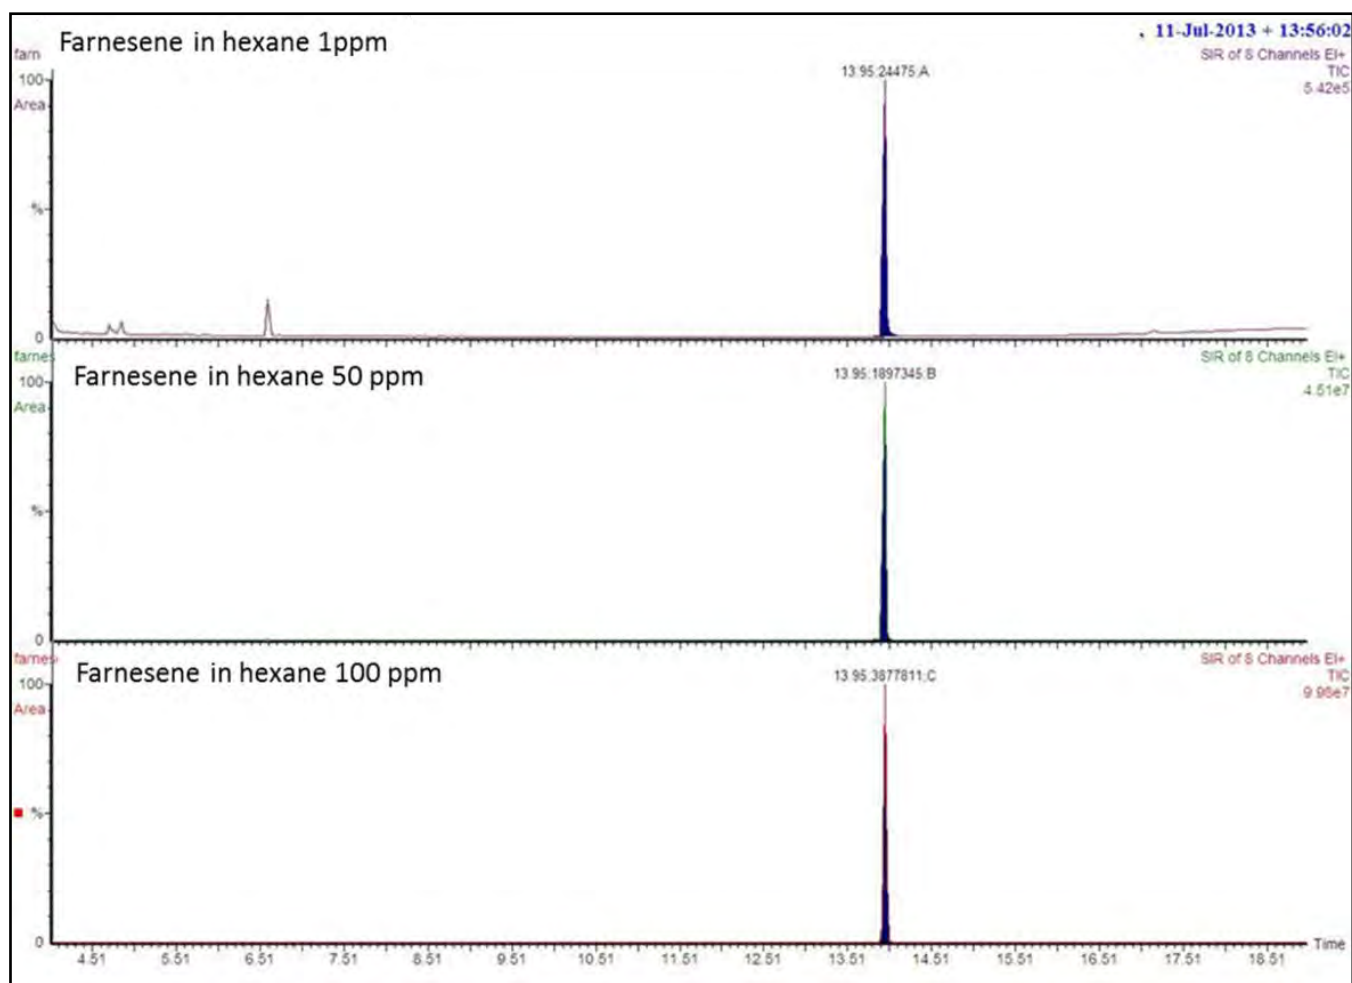 Farnesene in hexane 1ppm
, 11-Jul-2013 + 13:56:02
farn
SIR of 8 Channels EI+
TIC
5.42e5
13.95;24475;A
100
Area
%
0
farnes
SIR of 8 Channels EI+
TIC
4.51e7
Farnesene in hexane 50 ppm
13.95;1897345;B
100
Area
%
0
farnes
SIR of 8 Channels EI+
TIC
9.96e7
Farnesene in hexane 100 ppm
13.95;3877811;C
100
Area
%
0
Time
4.51 5.51 6.51 7.51 8.51 9.51 10.51 11.51 12.51 13.51 14.51 15.51 16.51 17.51 18.51